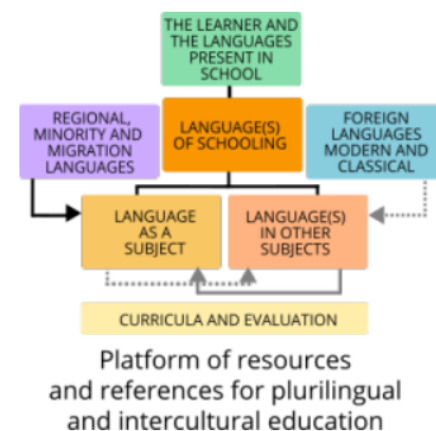 THE LEARNER AND
THE LANGUAGES
PRESENT IN
SCHOOL
REGIONAL,
MINORITY AND
MIGRATION
LANGUAGES
LANGUAGE(S)
OF SCHOOLING
FOREIGN
LANGUAGES
MODERN AND
CLASSICAL
LANGUAGE
AS A
SUBJECT
LANGUAGE(S)
IN OTHER
SUBJECTS
CURRICULA AND EVALUATION
Platform of resources
and references for plurilingual
and intercultural education